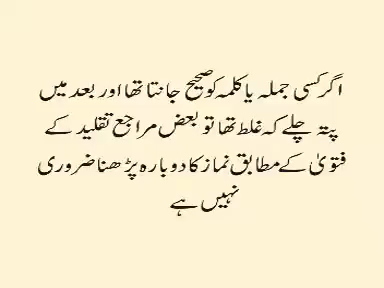 اگر کسی جملہ یا کلمہ کو صحیح جانتا تھا اور بعد میں
پتہ چلے کہ غلط تھا تو بعض مراجع تقلید کے
فتویٰ کے مطابق نماز کا دوبارہ پڑھنا ضروری
نہیں ہے